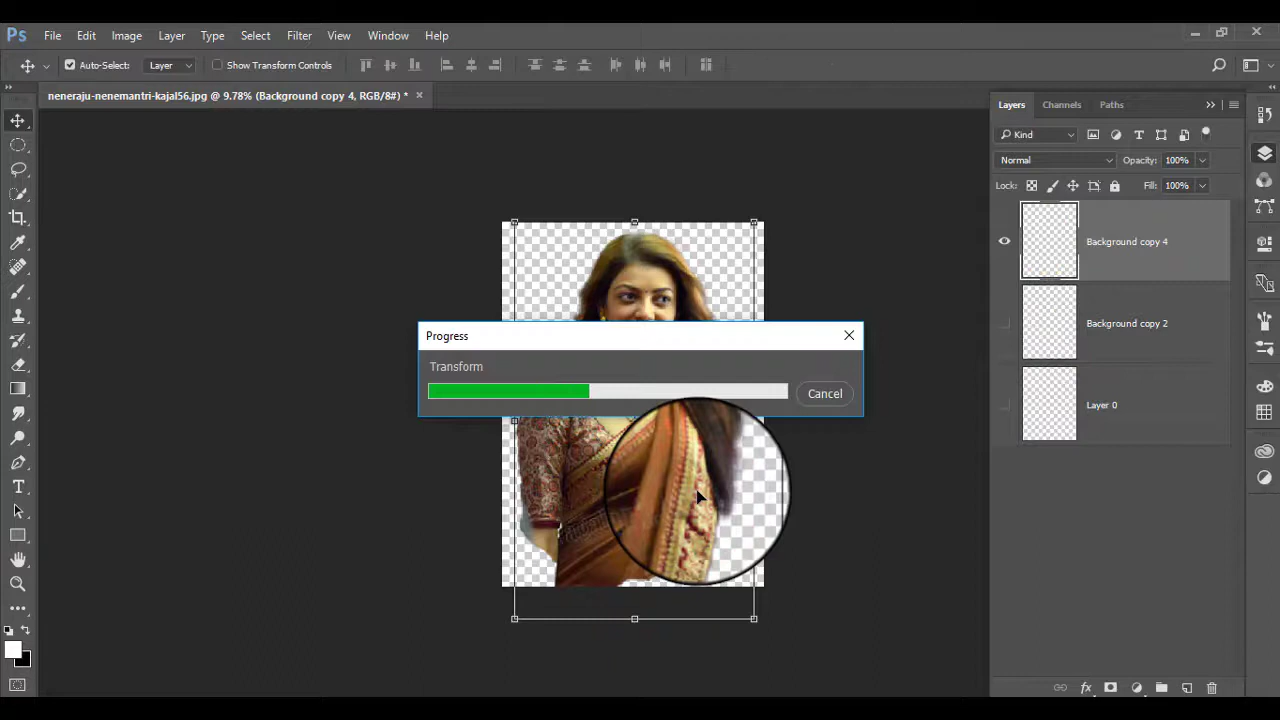 Ps File Edit Image Layer Type Select Filter View Window Help
Auto-Select: Layer Show Transform Controls
neneraju-nenemantri-kajal56.jpg @ 9.78% (Background copy 4, RGB/8#) * ×
Layers Channels Paths
Kind
Normal Opacity: 100%
Lock: Fill: 100%
Background copy 4
Background copy 2
Layer 0
Progress
Transform
Cancel
fx